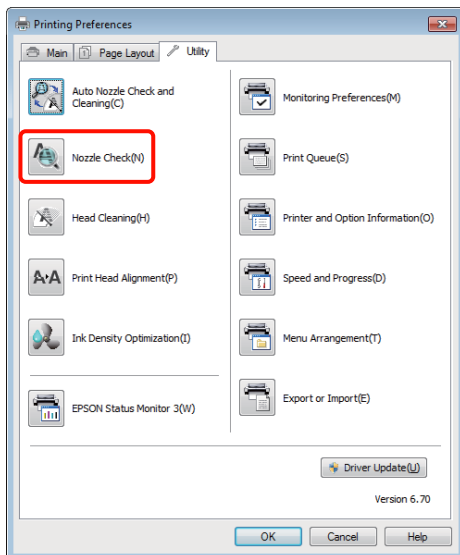 Printing Preferences
Main
Page Layout
Utility
Auto Nozzle Check and
Cleaning(C)
Nozzle Check(N)
Head Cleaning(H)
Print Head Alignment(P)
Ink Density Optimization(I)
EPSON Status Monitor 3(W)
Monitoring Preferences(M)
Print Queue(S)
Printer and Option Information(O)
Speed and Progress(D)
Menu Arrangement(T)
Export or Import(E)
Driver Update(U)
Version 6.70
OK
Cancel
Help